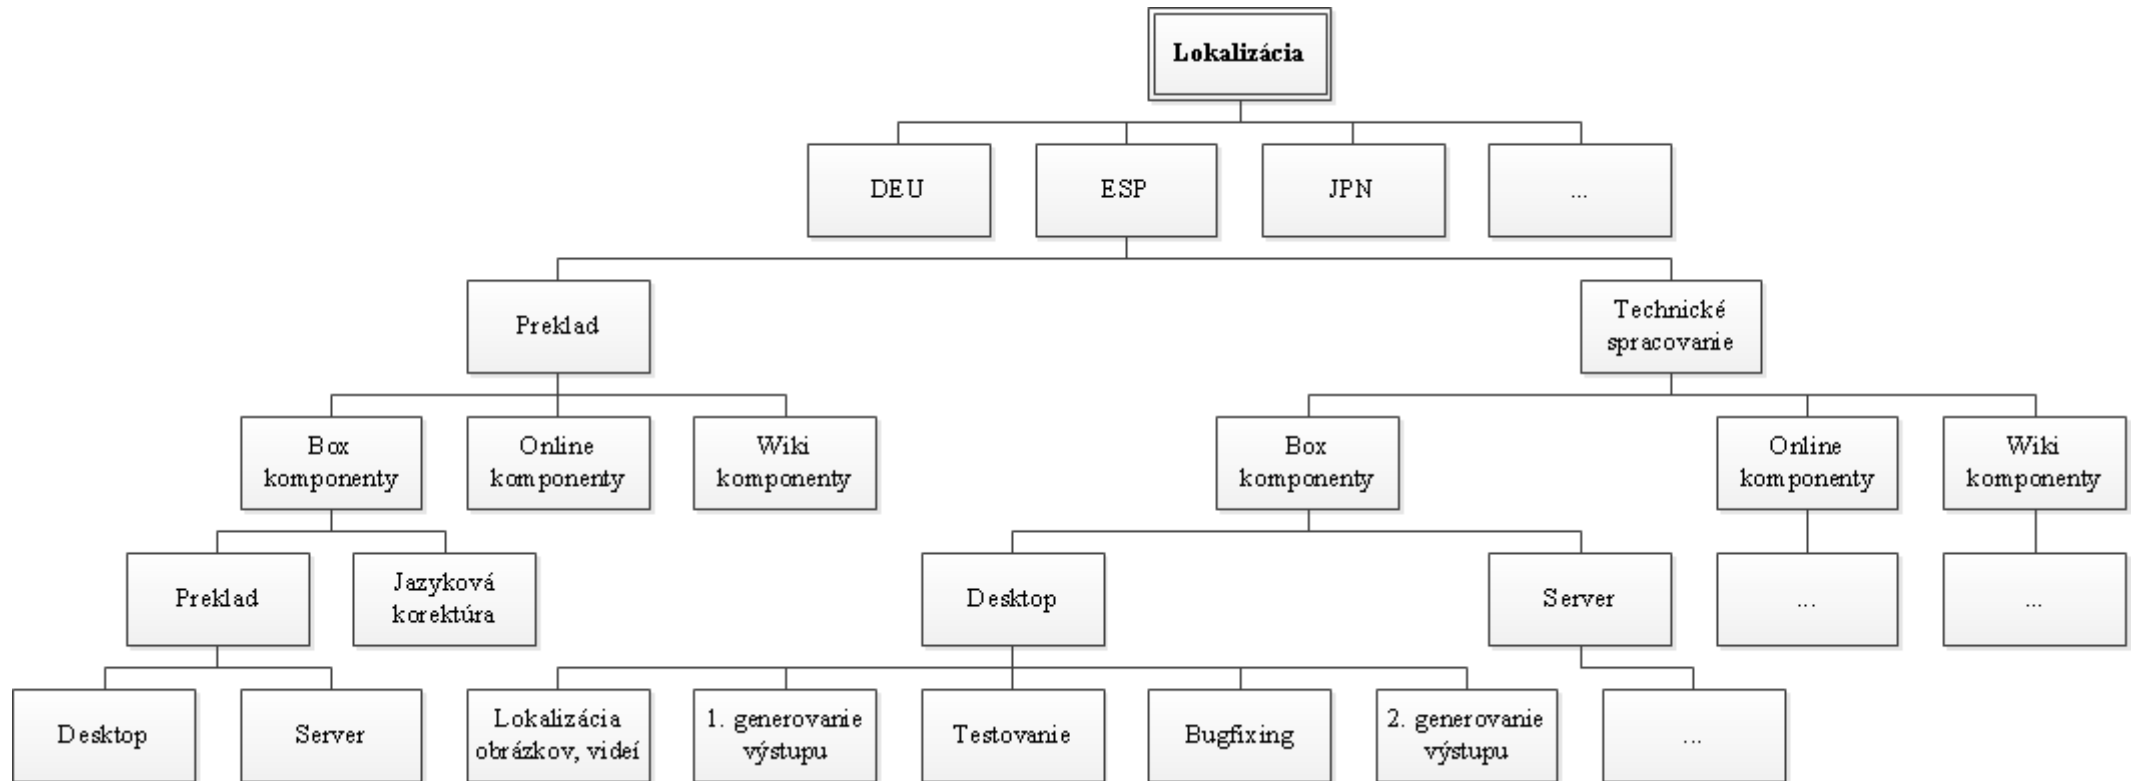 Lokalizácia
DEU
ESP
JPN
...
Preklad
Technické
spracovanie
Box
komponenty
Online
komponenty
Wiki
komponenty
Box
komponenty
Online
komponenty
Wiki
komponenty
Preklad
Jazyková
korektúra
Desktop
Server
...
...
Desktop
Server
Lokalizácia
obrázkov, videí
1. generovanie
výstupu
Testovanie
Bugfixing
2. generovanie
výstupu
...